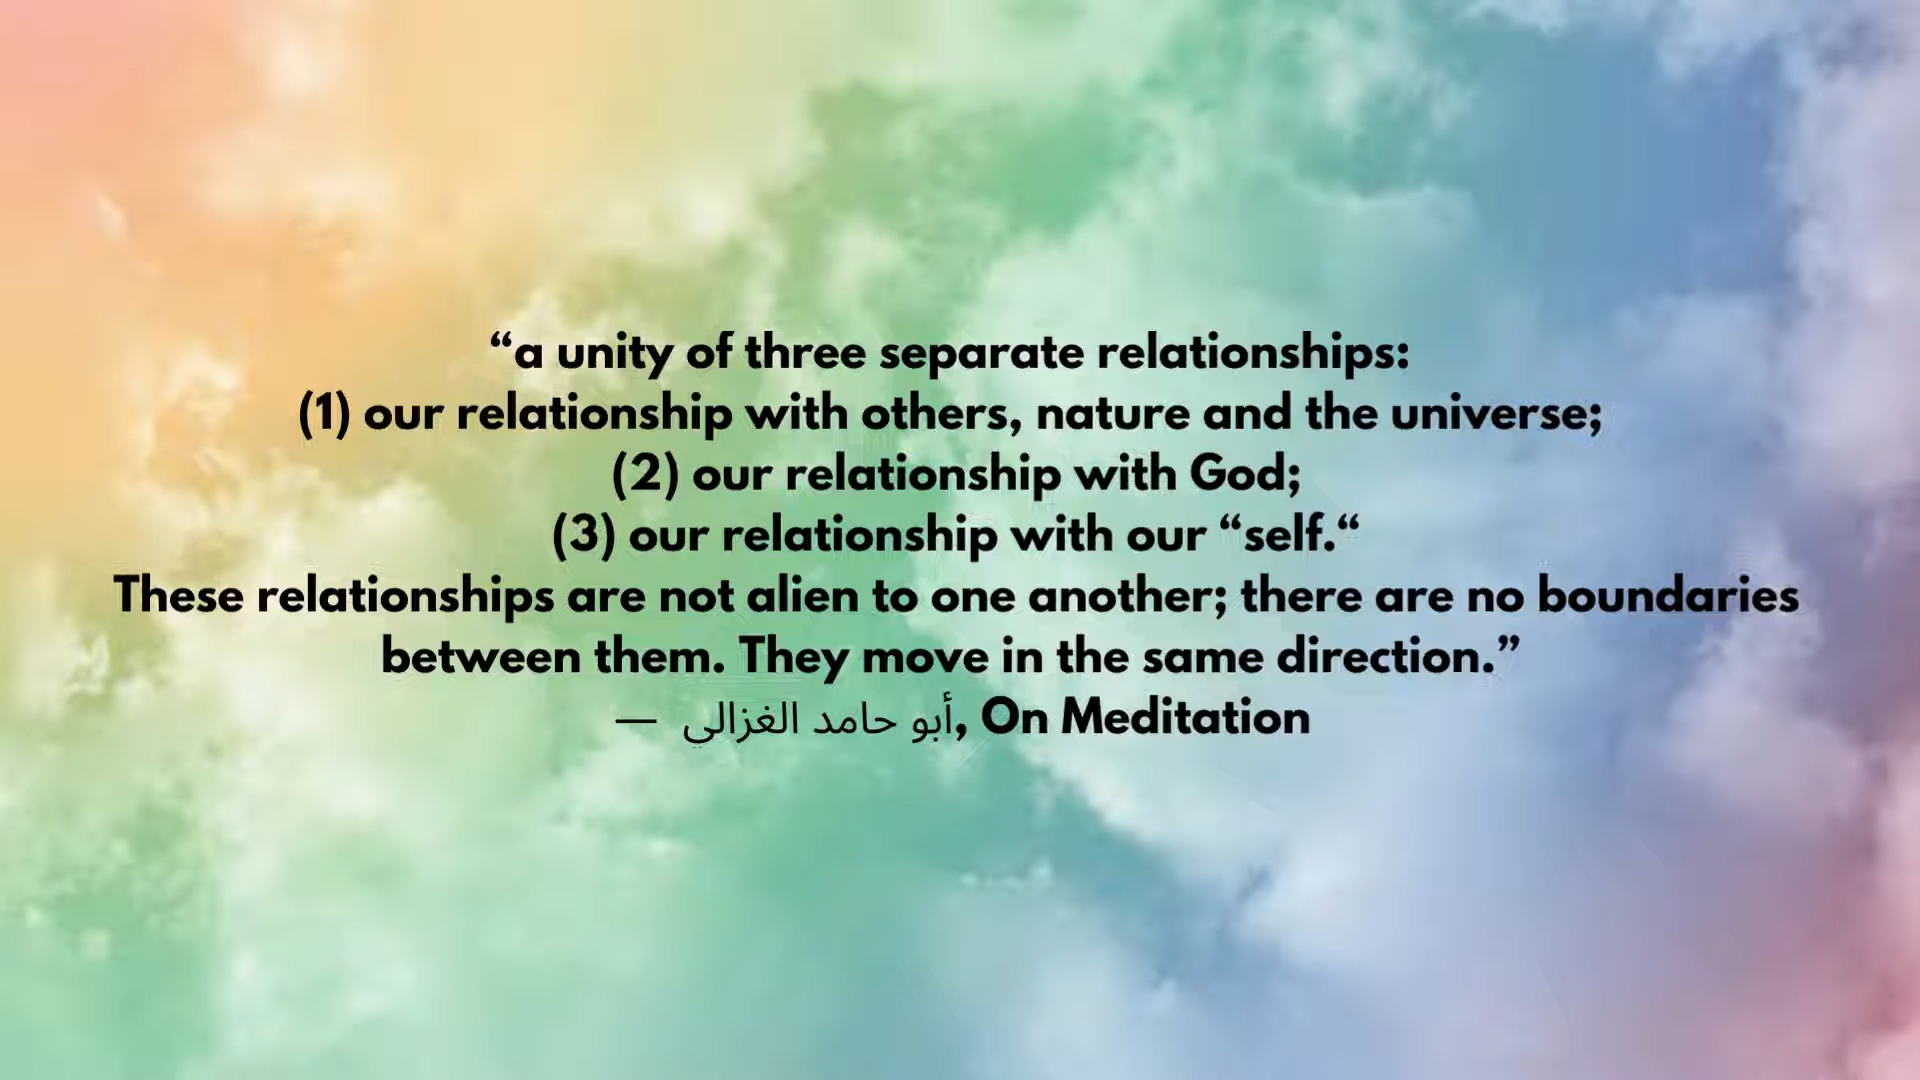 “a unity of three separate relationships:
(1) our relationship with others, nature and the universe;
(2) our relationship with God;
(3) our relationship with our “self.“
These relationships are not alien to one another; there are no boundaries
between them. They move in the same direction.”
— أبو حامد الغزالي, On Meditation